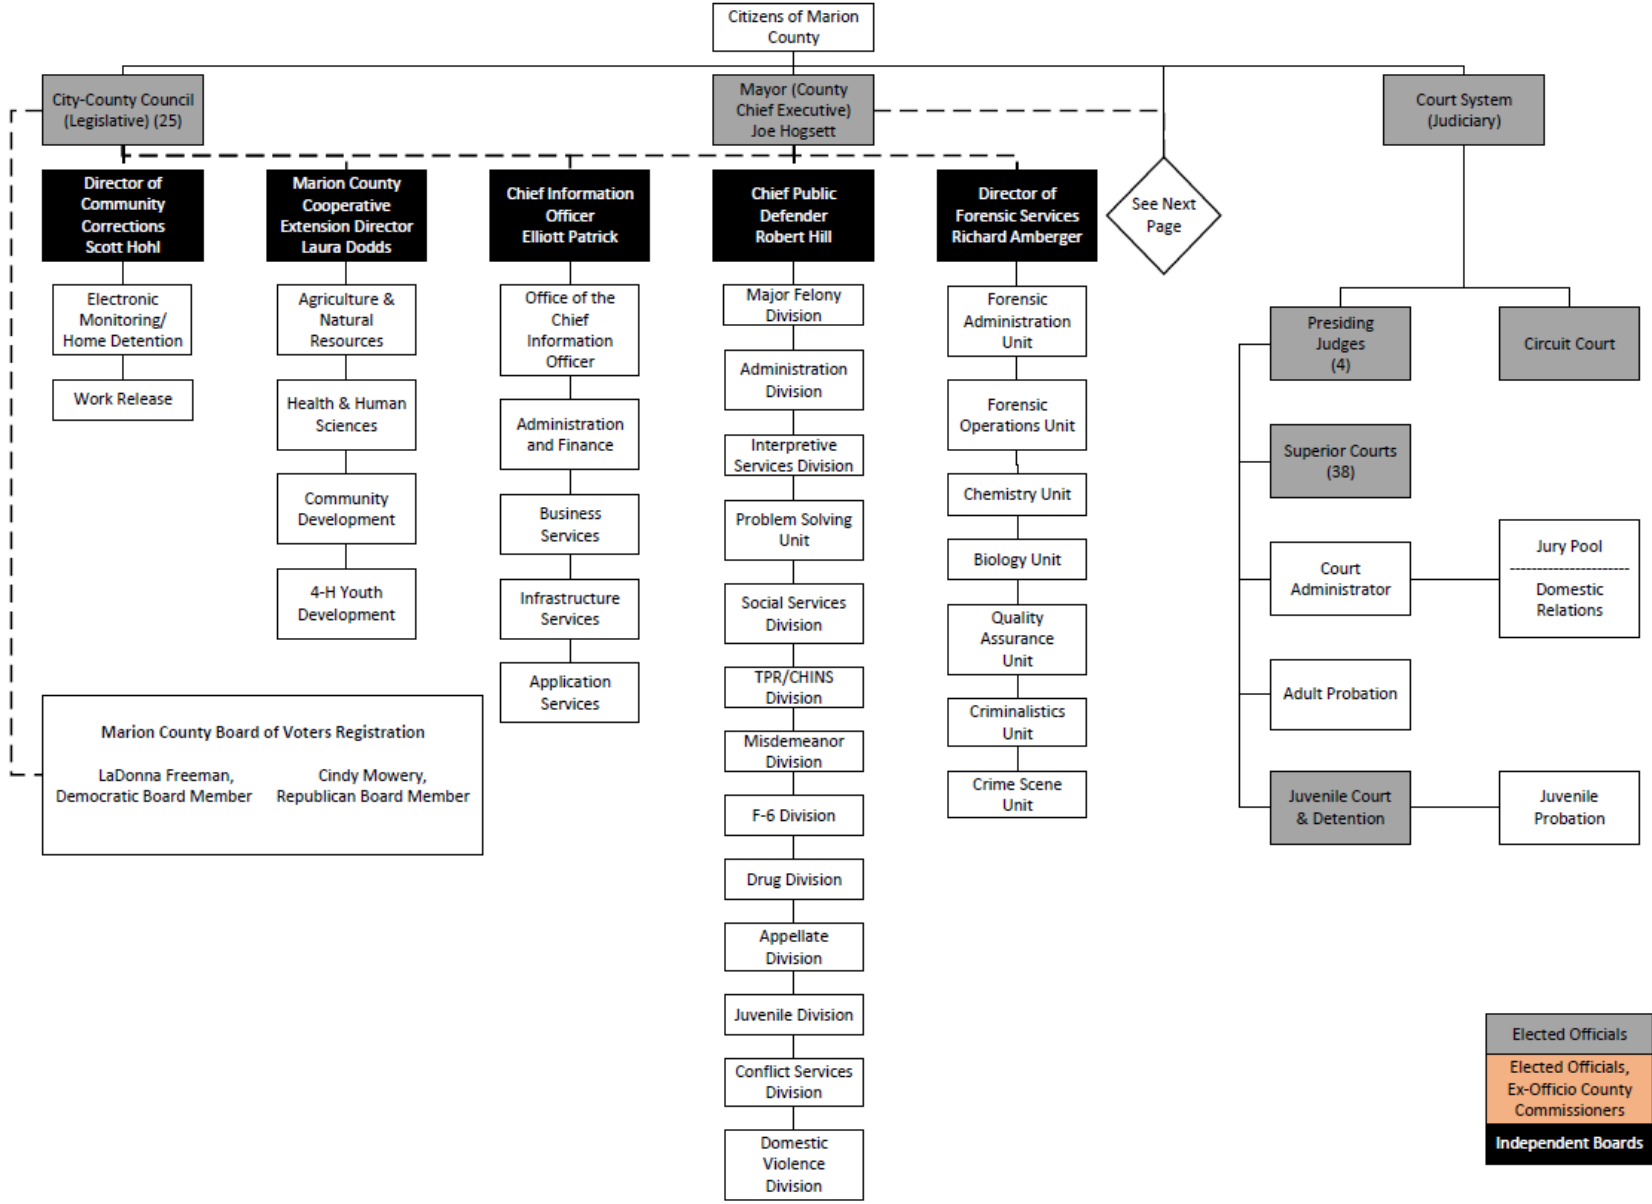 Citizens of Marion
County
City-County Council
(Legislative) (25)
Mayor (County
Chief Executive)
Joe Hogsett
Court System
(Judiciary)
Director of
Community
Corrections
Scott Hohl
Marion County
Cooperative
Extension Director
Laura Dodds
Chief Information
Officer
Elliott Patrick
Chief Public
Defender
Robert Hill
Director of
Forensic Services
Richard Amberger
See Next
Page
Electronic
Monitoring/
Home Detention
Work Release
Agriculture &
Natural
Resources
Health & Human
Sciences
Community
Development
4-H Youth
Development
Office of the
Chief
Information
Officer
Administration
and Finance
Business
Services
Infrastructure
Services
Application
Services
Major Felony
Division
Administration
Division
Interpretive
Services Division
Problem Solving
Unit
Social Services
Division
TPR/CHINS
Division
Misdemeanor
Division
F-6 Division
Drug Division
Appellate
Division
Juvenile Division
Conflict Services
Division
Domestic
Violence
Division
Forensic
Administration
Unit
Forensic
Operations Unit
Chemistry Unit
Biology Unit
Quality
Assurance
Unit
Criminalistics
Unit
Crime Scene
Unit
Presiding
Judges
(4)
Circuit Court
Superior Courts
(38)
Court
Administrator
Jury Pool
Domestic
Relations
Adult Probation
Juvenile Court
& Detention
Juvenile
Probation
Marion County Board of Voters Registration
LaDonna Freeman,
Democratic Board Member
Cindy Mowery,
Republican Board Member
Elected Officials
Elected Officials,
Ex-Officio County
Commissioners
Independent Boards